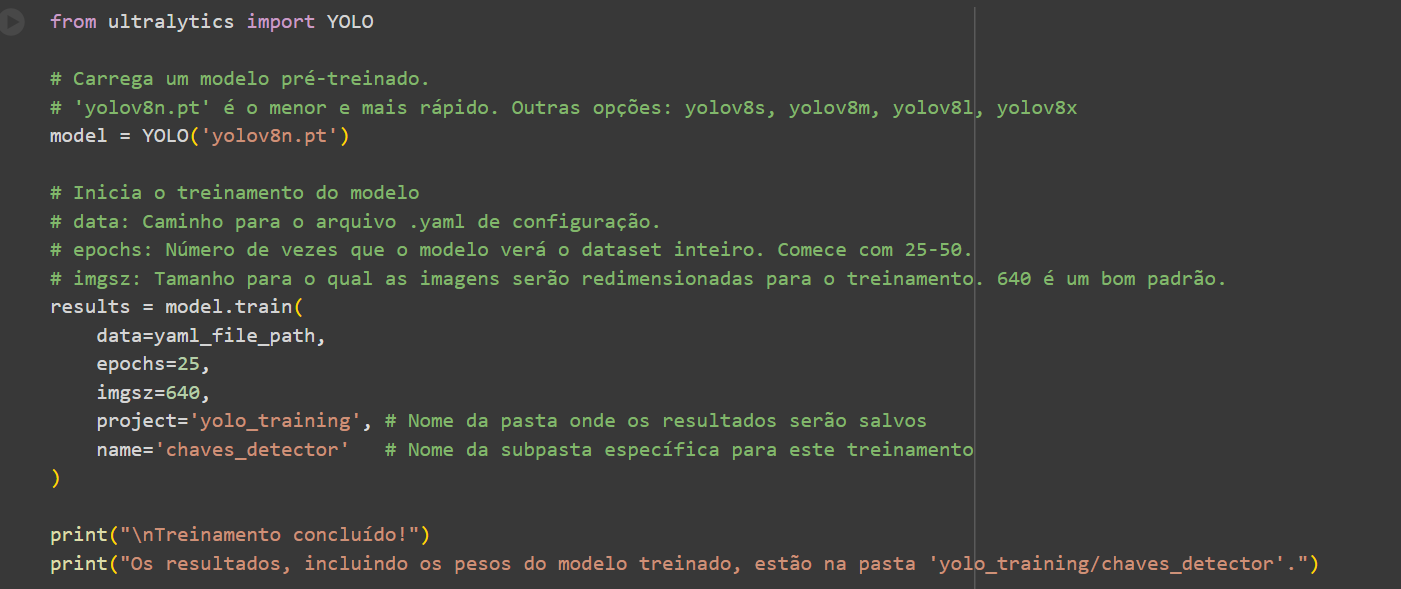 from ultralytics import YOLO
# Carrega um modelo pré-treinado.
# 'yolov8n.pt' é o menor e mais rápido. Outras opções: yolov8s, yolov8m, yolov8l, yolov8x
model = YOLO('yolov8n.pt')
# Inicia o treinamento do modelo
# data: Caminho para o arquivo .yaml de configuração.
# epochs: Número de vezes que o modelo verá o dataset inteiro. Comece com 25-50.
# imgsz: Tamanho para o qual as imagens serão redimensionadas para o treinamento. 640 é um bom padrão.
results = model.train(
    data=yaml_file_path,
    epochs=25,
    imgsz=640,
    project='yolo_training', # Nome da pasta onde os resultados serão salvos
    name='chaves_detector'   # Nome da subpasta específica para este treinamento
)
print("\nTreinamento concluído!")
print("Os resultados, incluindo os pesos do modelo treinado, estão na pasta 'yolo_training/chaves_detector'.")